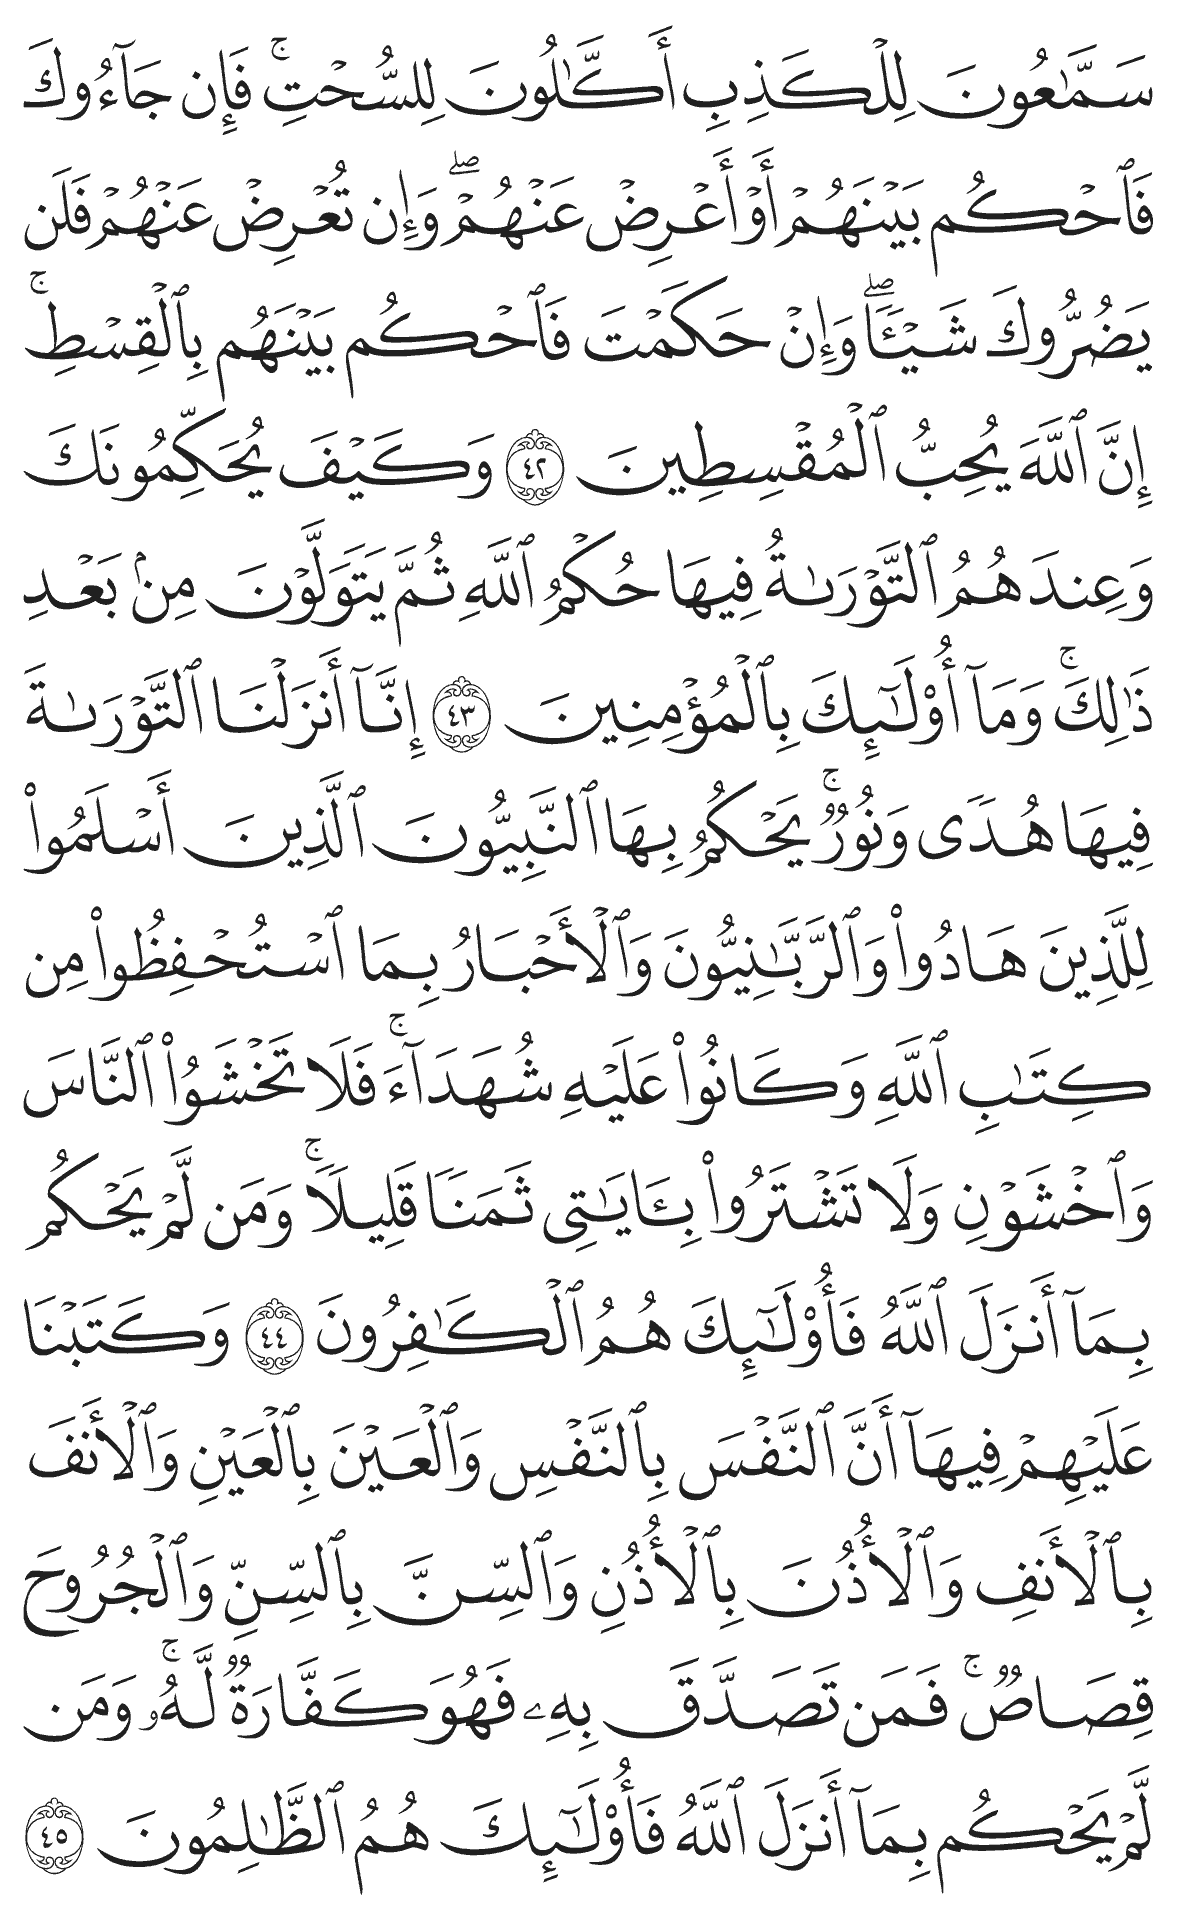 سَمَّـٰعُونَ لِلْكَذِبِ أَكَّـٰلُونَ لِلسُّحْتِ ۚ فَإِن جَآءُوكَ
فَٱحْكُم بَيْنَهُمْ أَوْ أَعْرِضْ عَنْهُمْ ۖ وَإِن تُعْرِضْ عَنْهُمْ فَلَن
يَضُرُّوكَ شَيْـًٔا ۖ وَإِنْ حَكَمْتَ فَٱحْكُم بَيْنَهُم بِٱلْقِسْطِ ۚ
إِنَّ ٱللَّهَ يُحِبُّ ٱلْمُقْسِطِينَ ٤٢ وَكَيْفَ يُحَكِّمُونَكَ
وَعِندَهُمُ ٱلتَّوْرَىٰةُ فِيهَا حُكْمُ ٱللَّهِ ثُمَّ يَتَوَلَّوْنَ مِنۢ بَعْدِ
ذَٰلِكَ ۚ وَمَآ أُو۟لَـٰٓئِكَ بِٱلْمُؤْمِنِينَ ٤٣ إِنَّآ أَنزَلْنَا ٱلتَّوْرَىٰةَ
فِيهَا هُدًى وَنُورٌ ۚ يَحْكُمُ بِهَا ٱلنَّبِيُّونَ ٱلَّذِينَ أَسْلَمُوا۟
لِلَّذِينَ هَادُوا۟ وَٱلرَّبَّـٰنِيُّونَ وَٱلْأَحْبَارُ بِمَا ٱسْتُحْفِظُوا۟ مِن
كِتَـٰبِ ٱللَّهِ وَكَانُوا۟ عَلَيْهِ شُهَدَآءَ ۚ فَلَا تَخْشَوُا۟ ٱلنَّاسَ
وَٱخْشَوْنِ وَلَا تَشْتَرُوا۟ بِـَٔايَـٰتِى ثَمَنًا قَلِيلًا ۚ وَمَن لَّمْ يَحْكُم
بِمَآ أَنزَلَ ٱللَّهُ فَأُو۟لَـٰٓئِكَ هُمُ ٱلْكَـٰفِرُونَ ٤٤ وَكَتَبْنَا
عَلَيْهِمْ فِيهَآ أَنَّ ٱلنَّفْسَ بِٱلنَّفْسِ وَٱلْعَيْنَ بِٱلْعَيْنِ وَٱلْأَنفَ
بِٱلْأَنفِ وَٱلْأُذُنَ بِٱلْأُذُنِ وَٱلسِّنَّ بِٱلسِّنِّ وَٱلْجُرُوحَ
قِصَاصٌ ۚ فَمَن تَصَدَّقَ بِهِۦ فَهُوَ كَفَّارَةٌ لَّهُۥ ۚ وَمَن
لَّمْ يَحْكُم بِمَآ أَنزَلَ ٱللَّهُ فَأُو۟لَـٰٓئِكَ هُمُ ٱلظَّـٰلِمُونَ ٤٥